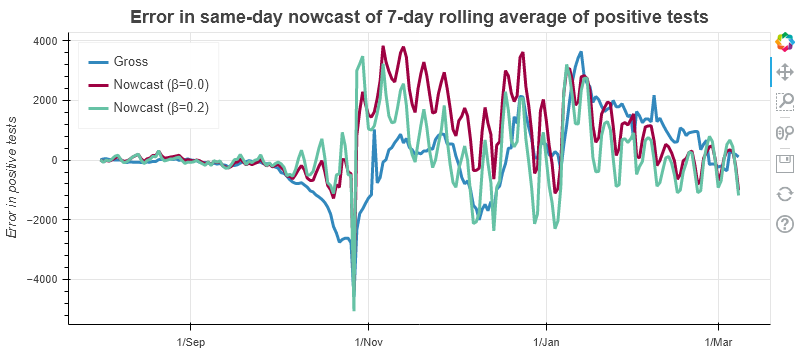 Error in same-day nowcast of 7-day rolling average of positive tests
Error in positive tests
4000
2000
0
−2000
−4000
Gross
Nowcast (β=0.0)
Nowcast (β=0.2)
1/Sep
1/Nov
1/Jan
1/Mar